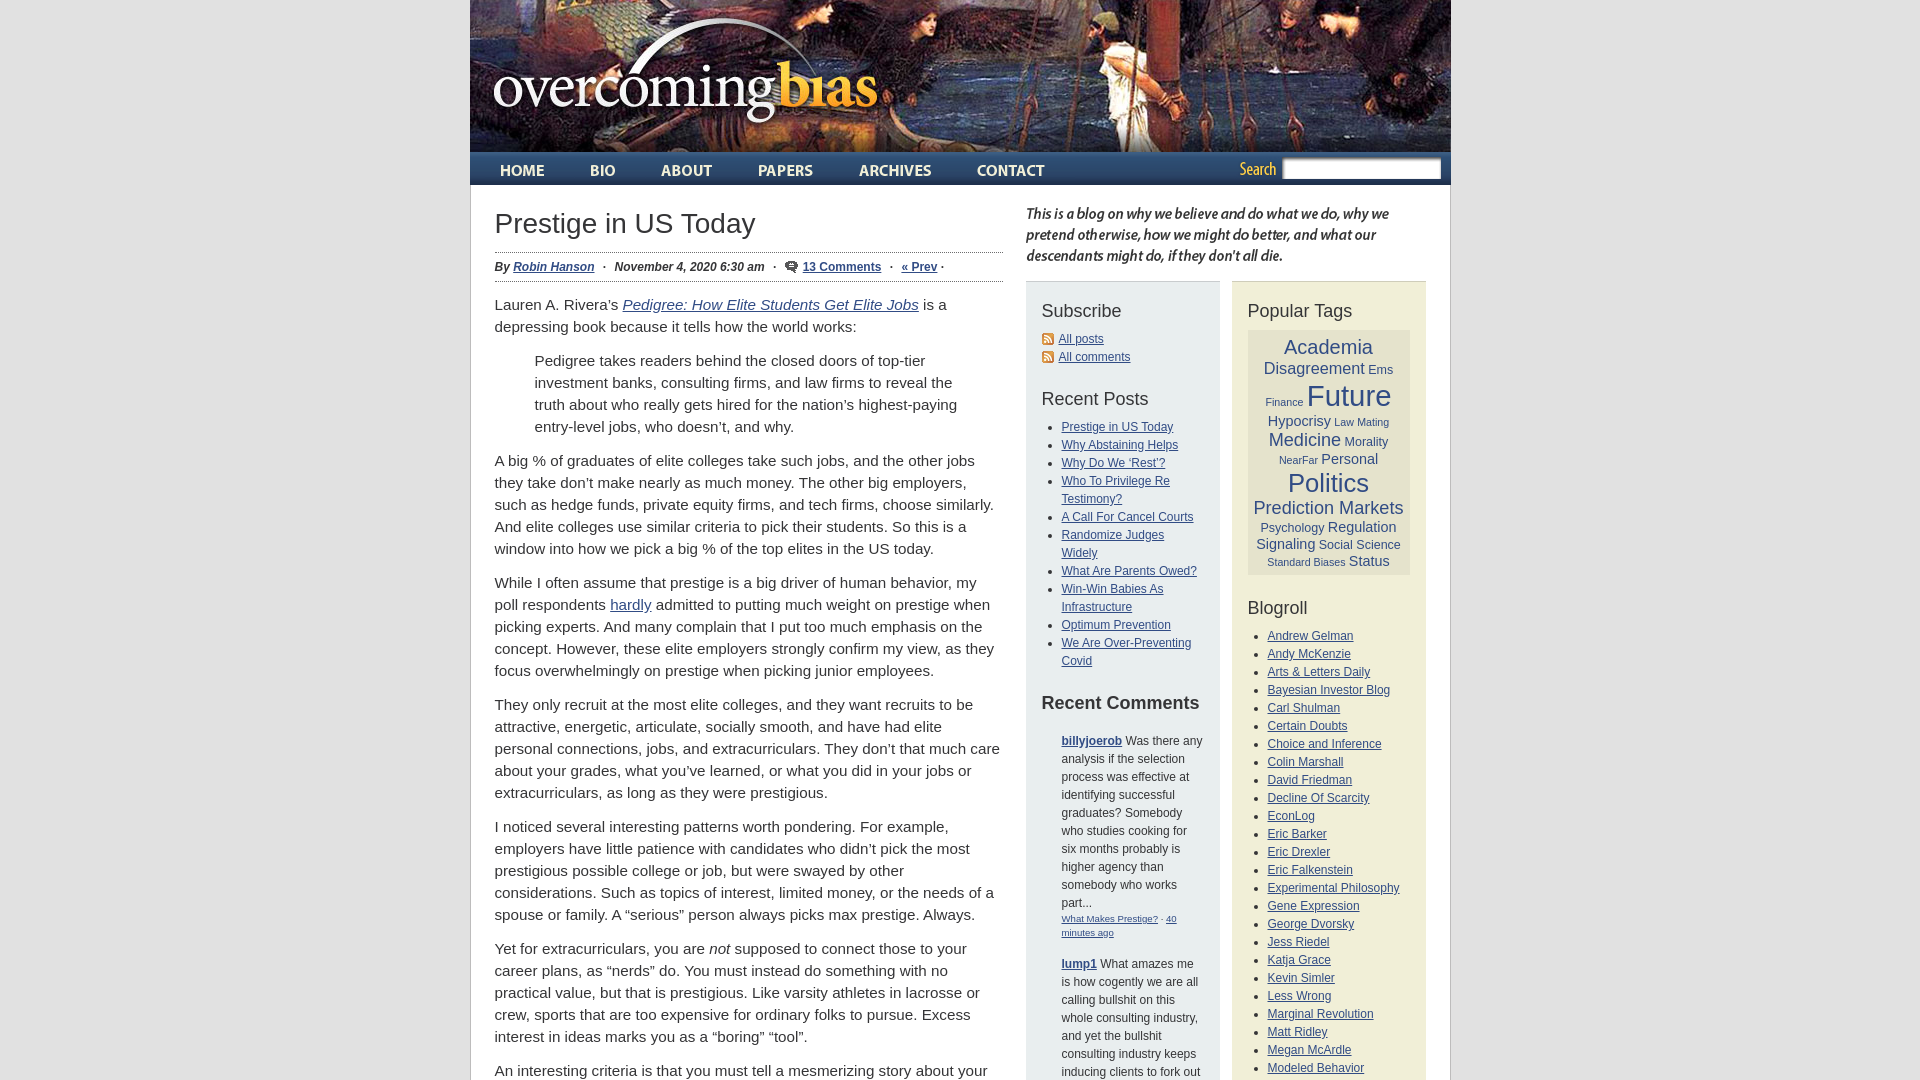 overcomingbias
HOME
BIO
ABOUT
PAPERS
ARCHIVES
CONTACT
Search
Prestige in US Today
By Robin Hanson · November 4, 2020 6:30 am · 13 Comments · « Prev ·
Lauren A. Rivera’s Pedigree: How Elite Students Get Elite Jobs is a
depressing book because it tells how the world works:
Pedigree takes readers behind the closed doors of top-tier
investment banks, consulting firms, and law firms to reveal the
truth about who really gets hired for the nation’s highest-paying
entry-level jobs, who doesn’t, and why.
A big % of graduates of elite colleges take such jobs, and the other jobs
they take don’t make nearly as much money. The other big employers,
such as hedge funds, private equity firms, and tech firms, choose similarly.
And elite colleges use similar criteria to pick their students. So this is a
window into how we pick a big % of the top elites in the US today.
While I often assume that prestige is a big driver of human behavior, my
poll respondents hardly admitted to putting much weight on prestige when
picking experts. And many complain that I put too much emphasis on the
concept. However, these elite employers strongly confirm my view, as they
focus overwhelmingly on prestige when picking junior employees.
They only recruit at the most elite colleges, and they want recruits to be
attractive, energetic, articulate, socially smooth, and have had elite
personal connections, jobs, and extracurriculars. They don’t that much care
about your grades, what you’ve learned, or what you did in your jobs or
extracurriculars, as long as they were prestigious.
I noticed several interesting patterns worth pondering. For example,
employers have little patience with candidates who didn’t pick the most
prestigious possible college or job, but were swayed by other
considerations. Such as topics of interest, limited money, or the needs of a
spouse or family. A “serious” person always picks max prestige. Always.
Yet for extracurriculars, you are not supposed to connect those to your
career plans, as “nerds” do. You must instead do something with no
practical value, but that is prestigious. Like varsity athletes in lacrosse or
crew, sports that are too expensive for ordinary folks to pursue. Excess
interest in ideas marks you as a “boring” “tool”.
An interesting criteria is that you must tell a mesmerizing story about your
This is a blog on why we believe and do what we do, why we
pretend otherwise, how we might do better, and what our
descendants might do, if they don't all die.
Subscribe
All posts
All comments
Recent Posts
Prestige in US Today
Why Abstaining Helps
Why Do We ‘Rest’?
Who To Privilege Re
Testimony?
A Call For Cancel Courts
Randomize Judges
Widely
What Are Parents Owed?
Win-Win Babies As
Infrastructure
Optimum Prevention
We Are Over-Preventing
Covid
Recent Comments
billyjoerob Was there any
analysis if the selection
process was effective at
identifying successful
graduates? Somebody
who studies cooking for
six months probably is
higher agency than
somebody who works
part...
What Makes Prestige? · 40
minutes ago
lump1 What amazes me
is how cogently we are all
calling bullshit on this
whole consulting industry,
and yet the bullshit
consulting industry keeps
inducing clients to fork out
Popular Tags
Academia
Disagreement Ems
Finance Future
Hypocrisy Law Mating
Medicine Morality
NearFar Personal
Politics
Prediction Markets
Psychology Regulation
Signaling Social Science
Standard Biases Status
Blogroll
Andrew Gelman
Andy McKenzie
Arts & Letters Daily
Bayesian Investor Blog
Carl Shulman
Certain Doubts
Choice and Inference
Colin Marshall
David Friedman
Decline Of Scarcity
EconLog
Eric Barker
Eric Drexler
Eric Falkenstein
Experimental Philosophy
Gene Expression
George Dvorsky
Jess Riedel
Katja Grace
Kevin Simler
Less Wrong
Marginal Revolution
Matt Ridley
Megan McArdle
Modeled Behavior